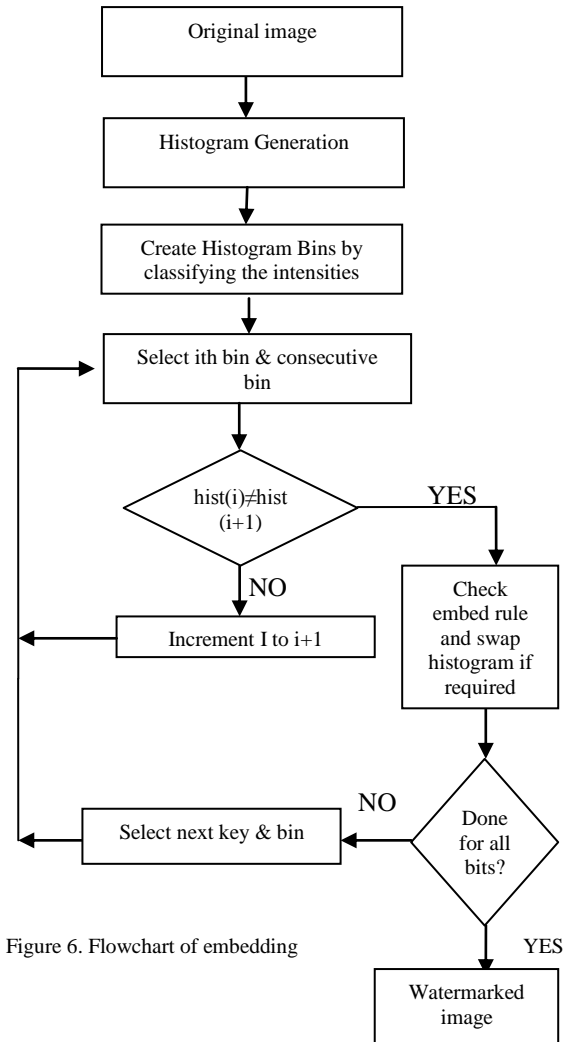 Original image
Histogram Generation
Create Histogram Bins by
classifying the intensities
Select ith bin & consecutive
bin
hist(i)≠hist
(i+1)
YES
NO
Increment I to i+1
Check
embed rule
and swap
histogram if
required
Done
for all
bits?
NO
Select next key & bin
YES
Watermarked
image
Figure 6. Flowchart of embedding